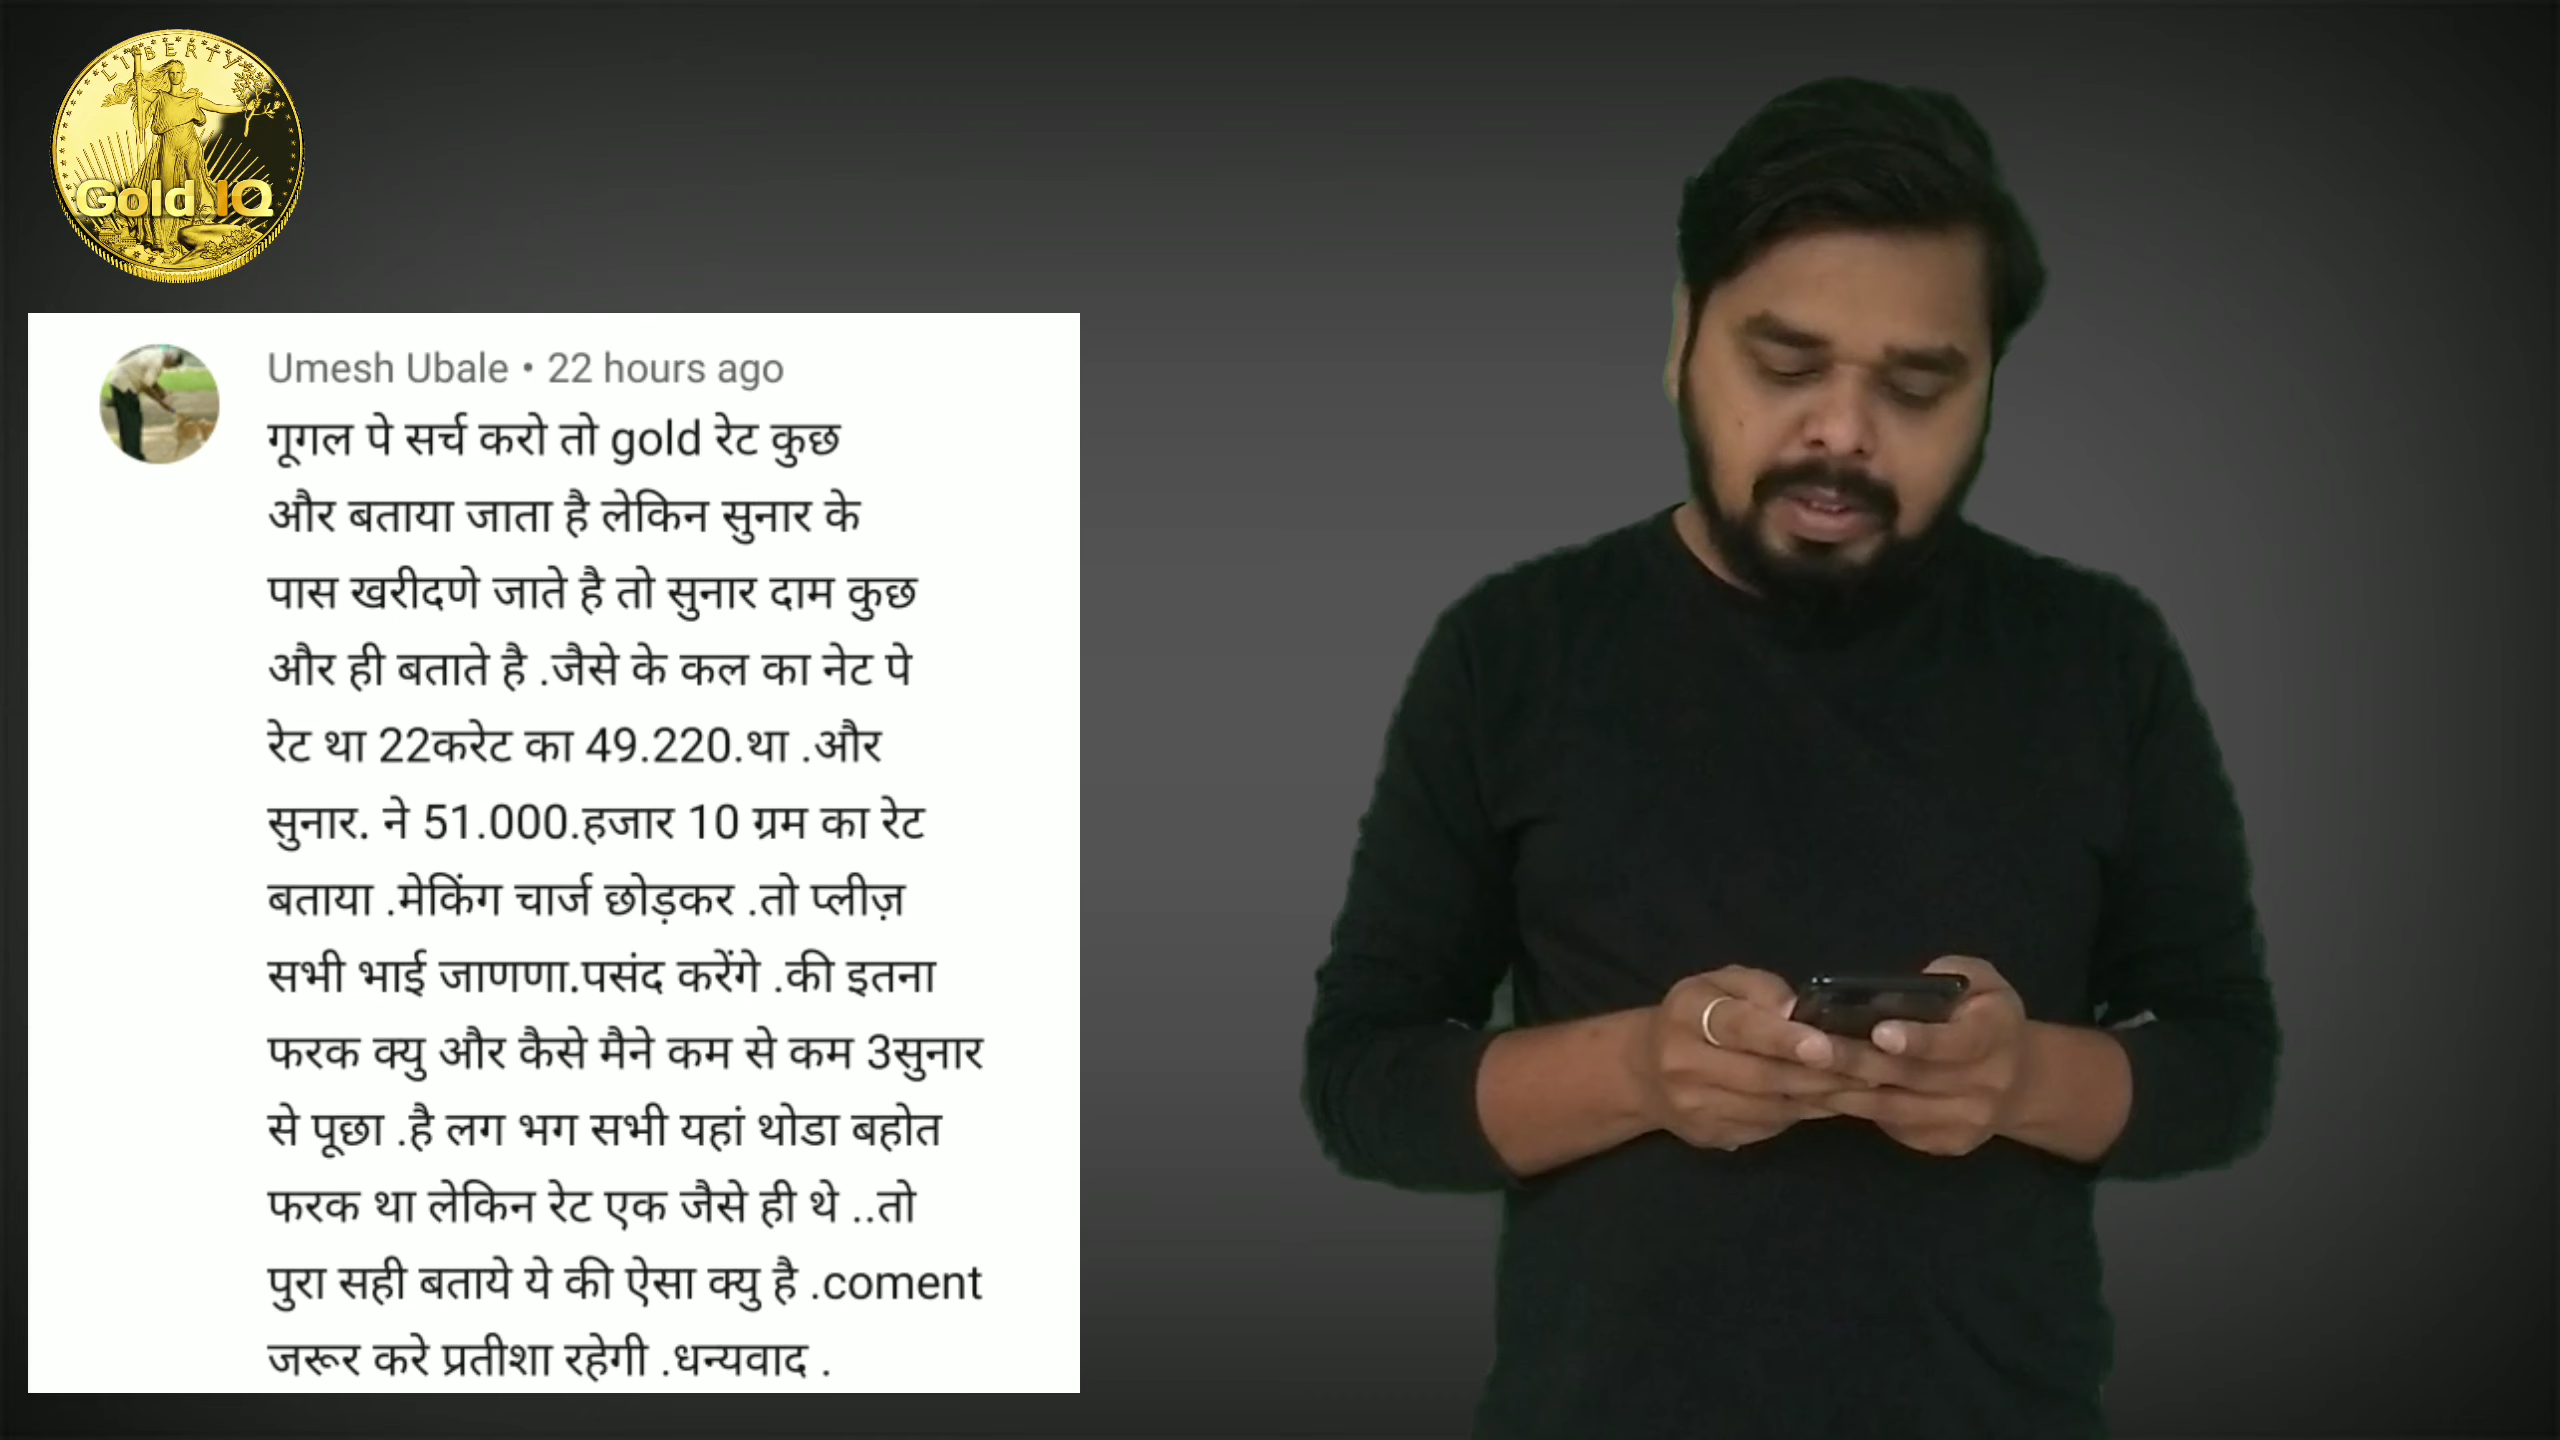 LIBERTY
Gold IQ
Umesh Ubale • 22 hours ago
गूगल पे सर्च करो तो gold रेट कुछ
और बताया जाता है लेकिन सुनार के
पास खरीदणे जाते है तो सुनार दाम कुछ
और ही बताते है .जैसे के कल का नेट पे
रेट था 22करेट का 49.220.था .और
सुनार. ने 51.000.हजार 10 ग्रम का रेट
बताया .मेकिंग चार्ज छोड़कर .तो प्लीज़
सभी भाई जाणणा.पसंद करेंगे .की इतना
फरक क्यु और कैसे मैने कम से कम 3सुनार
से पूछा .है लग भग सभी यहां थोडा बहोत
फरक था लेकिन रेट एक जैसे ही थे ..तो
पुरा सही बताये ये की ऐसा क्यु है .coment
जरूर करे प्रतीशा रहेगी .धन्यवाद .